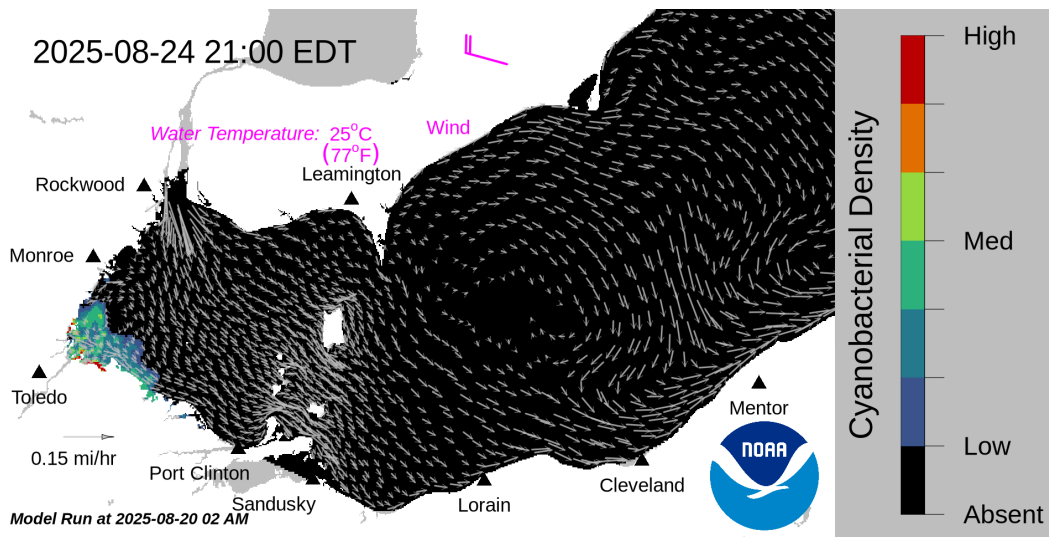 2025-08-24 21:00 EDT
Water Temperature: 25°C
(77°F)
Wind
Leamington
Rockwood
Monroe
Toledo
0.15 mi/hr
Port Clinton
Sandusky
Lorain
Cleveland
Mentor
NOAA
Model Run at 2025-08-20 02 AM
Cyanobacterial Density
High
Med
Low
Absent